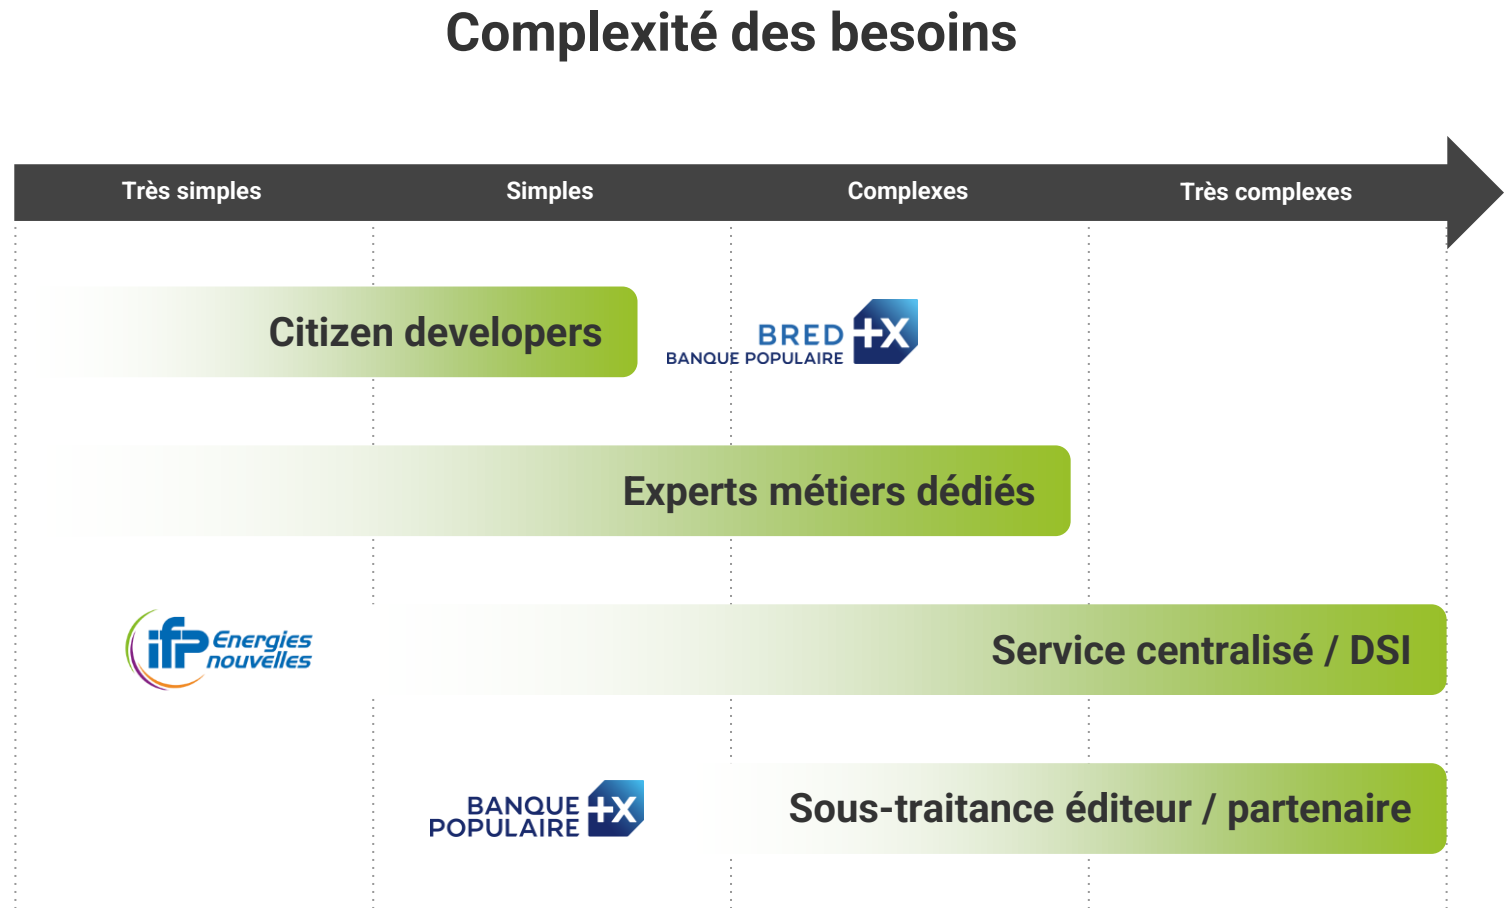 Complexité des besoins
Très simples
Simples
Complexes
Très complexes
Citizen developers
BRED
BANQUE POPULAIRE
+X
Experts métiers dédiés
ifP Energies
nouvelles
Service centralisé / DSI
BANQUE
POPULAIRE
+X
Sous-traitance éditeur / partenaire